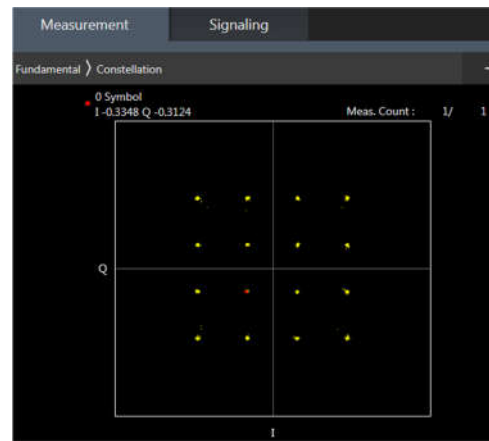 Measurement Signaling
Fundamental ⟩ Constellation
0 Symbol
I -0.3348 Q -0.3124 Meas. Count : 1/ 1
Q
I